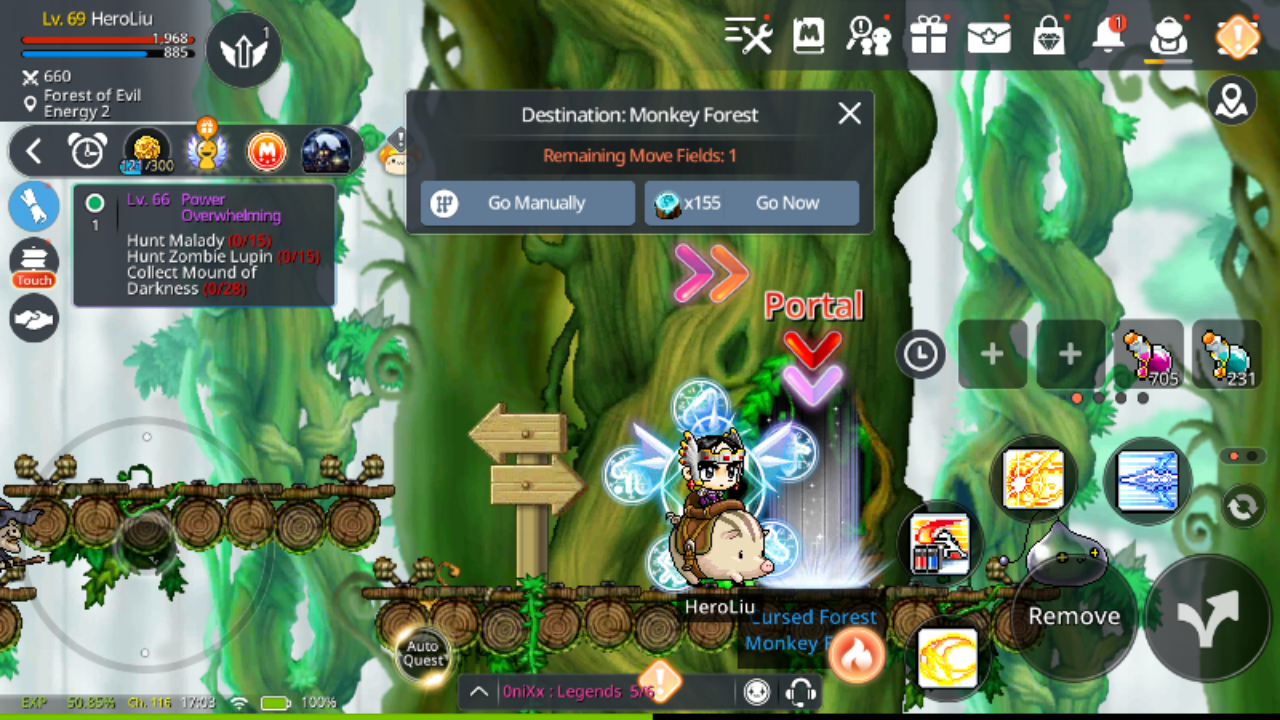 Lv. 69 HeroLiu
1,968
885
660
Forest of Evil
Energy 2
1
121/300
Lv. 66 Power
Overwhelming
1
Hunt Malady (0/15)
Hunt Zombie Lupin (0/15)
Collect Mound of
Darkness (0/28)
Touch
Destination: Monkey Forest
Remaining Move Fields: 1
Go Manually
x155
Go Now
1
Portal
705
231
Remove
HeroLiu
Cursed Forest
Monkey F
Auto
Quest
0niXx : Legends 5/6
EXP 50.85% Ch. 116 17:03 100%